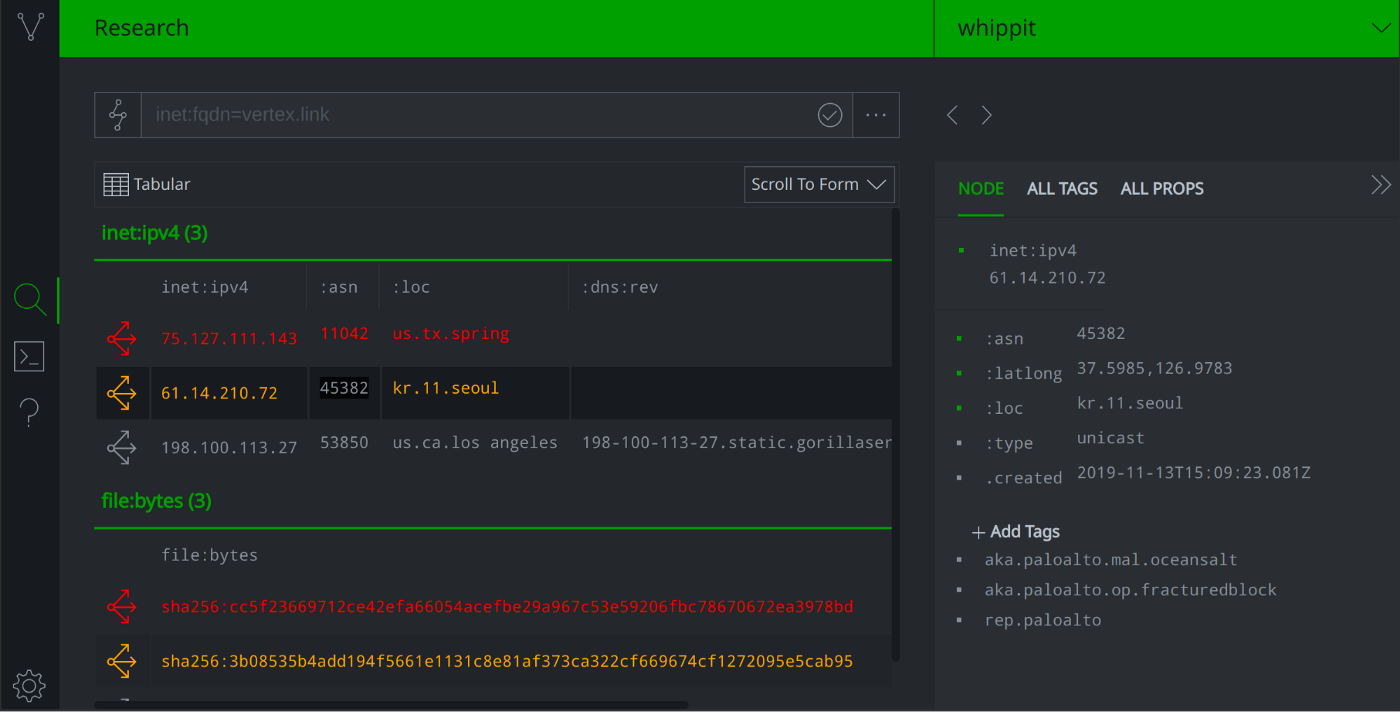 Research
whippit
inet:fqdn=vertex.link
...
Tabular
Scroll To Form
NODE ALL TAGS ALL PROPS
inet:ipv4 (3)
inet:ipv4 :asn :loc :dns:rev
75.127.111.143 11042 us.tx.spring
61.14.210.72 45382 kr.11.seoul
198.100.113.27 53850 us.ca.los angeles 198-100-113-27.static.gorillaser
file:bytes (3)
file:bytes
sha256:cc5f23669712ce42efa66054acefbe29a967c53e59206fbc78670672ea3978bd
sha256:3b08535b4add194f5661e1131c8e81af373ca322cf669674cf1272095e5cab95
inet:ipv4
61.14.210.72
:asn 45382
:latlong 37.5985,126.9783
:loc kr.11.seoul
:type unicast
.created 2019-11-13T15:09:23.081Z
+ Add Tags
aka.paloalto.mal.oceansalt
aka.paloalto.op.fracturedblock
rep.paloalto